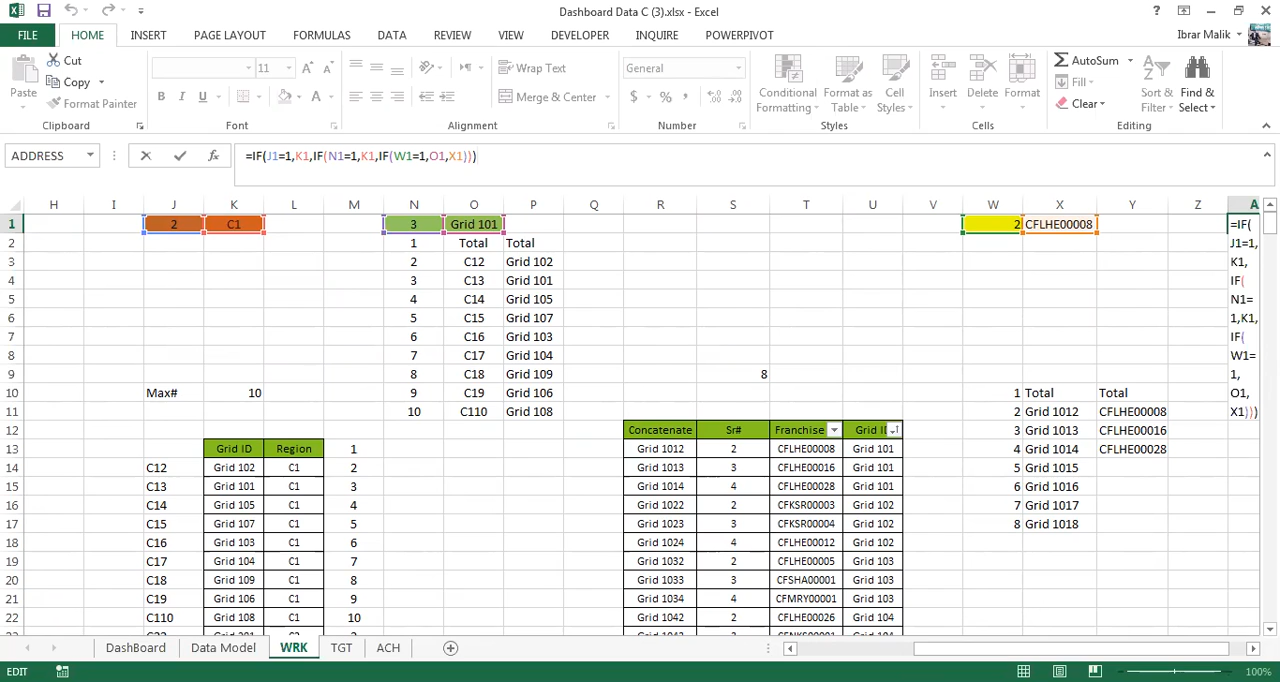 Dashboard Data C (3).xlsx - Excel
?
FILE HOME INSERT PAGE LAYOUT FORMULAS DATA REVIEW VIEW DEVELOPER INQUIRE POWERPIVOT Ibrar Malik
Paste Cut Copy Format Painter
Clipboard
11 B I U A A A
Font
Wrap Text
Merge & Center
Alignment
General
$ % ,
Number
Conditional Formatting Format as Table Cell Styles
Styles
Insert Delete Format
Cells
AutoSum Fill Clear Sort & Filter Find & Select
Editing
ADDRESS fx =IF(J1=1,K1,IF(N1=1,K1,IF(W1=1,O1,X1)))
H I J K L M N O P Q R S T U V W X Y Z A
1 2 C1 3 Grid 101 2 CFLHE00008 =IF(
2 1 Total Total J1=1,
3 2 C12 Grid 102 K1,
4 3 C13 Grid 101 IF(
5 4 C14 Grid 105 N1=
6 5 C15 Grid 107 1,K1,
7 6 C16 Grid 103 IF(
8 7 C17 Grid 104 W1=
9 8 C18 Grid 109 8 1,
10 Max# 10 9 C19 Grid 106 1 Total Total O1,
11 10 C110 Grid 108 2 Grid 1012 CFLHE00008 X1)))
12 Concatenate Sr# Franchise Grid I 3 Grid 1013 CFLHE00016
13 Grid ID Region 1 Grid 1012 2 CFLHE00008 Grid 101 4 Grid 1014 CFLHE00028
14 C12 Grid 102 C1 2 Grid 1013 3 CFLHE00016 Grid 101 5 Grid 1015
15 C13 Grid 101 C1 3 Grid 1014 4 CFLHE00028 Grid 101 6 Grid 1016
16 C14 Grid 105 C1 4 Grid 1022 2 CFKSR00003 Grid 102 7 Grid 1017
17 C15 Grid 107 C1 5 Grid 1023 3 CFKSR00004 Grid 102 8 Grid 1018
18 C16 Grid 103 C1 6 Grid 1024 4 CFLHE00012 Grid 102
19 C17 Grid 104 C1 7 Grid 1032 2 CFLHE00005 Grid 103
20 C18 Grid 109 C1 8 Grid 1033 3 CFSHA00001 Grid 103
21 C19 Grid 106 C1 9 Grid 1034 4 CFMRY00001 Grid 103
22 C110 Grid 108 C1 10 Grid 1042 2 CFLHE00026 Grid 104
DashBoard Data Model WRK TGT ACH
EDIT 100%